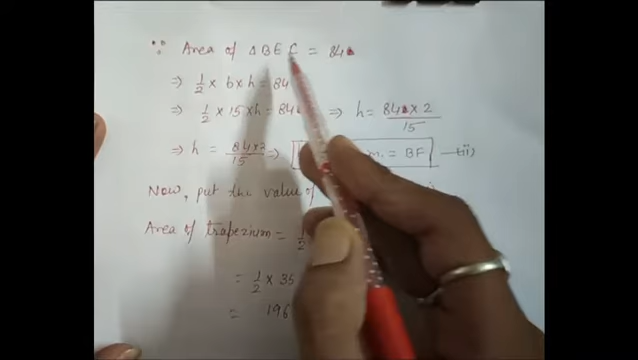 ∵ Area of △BEC = 84
⇒ 1/2 × b × h = 84
⇒ 1/2 × 15 × h = 84 ⇒ h = 84 × 2 / 15
⇒ h = 84 × 2 / 15 ⇒ m. = BF — (ii)
Now, put the value of
Area of trapezium = 1/2
= 1/2 × 35
= 196